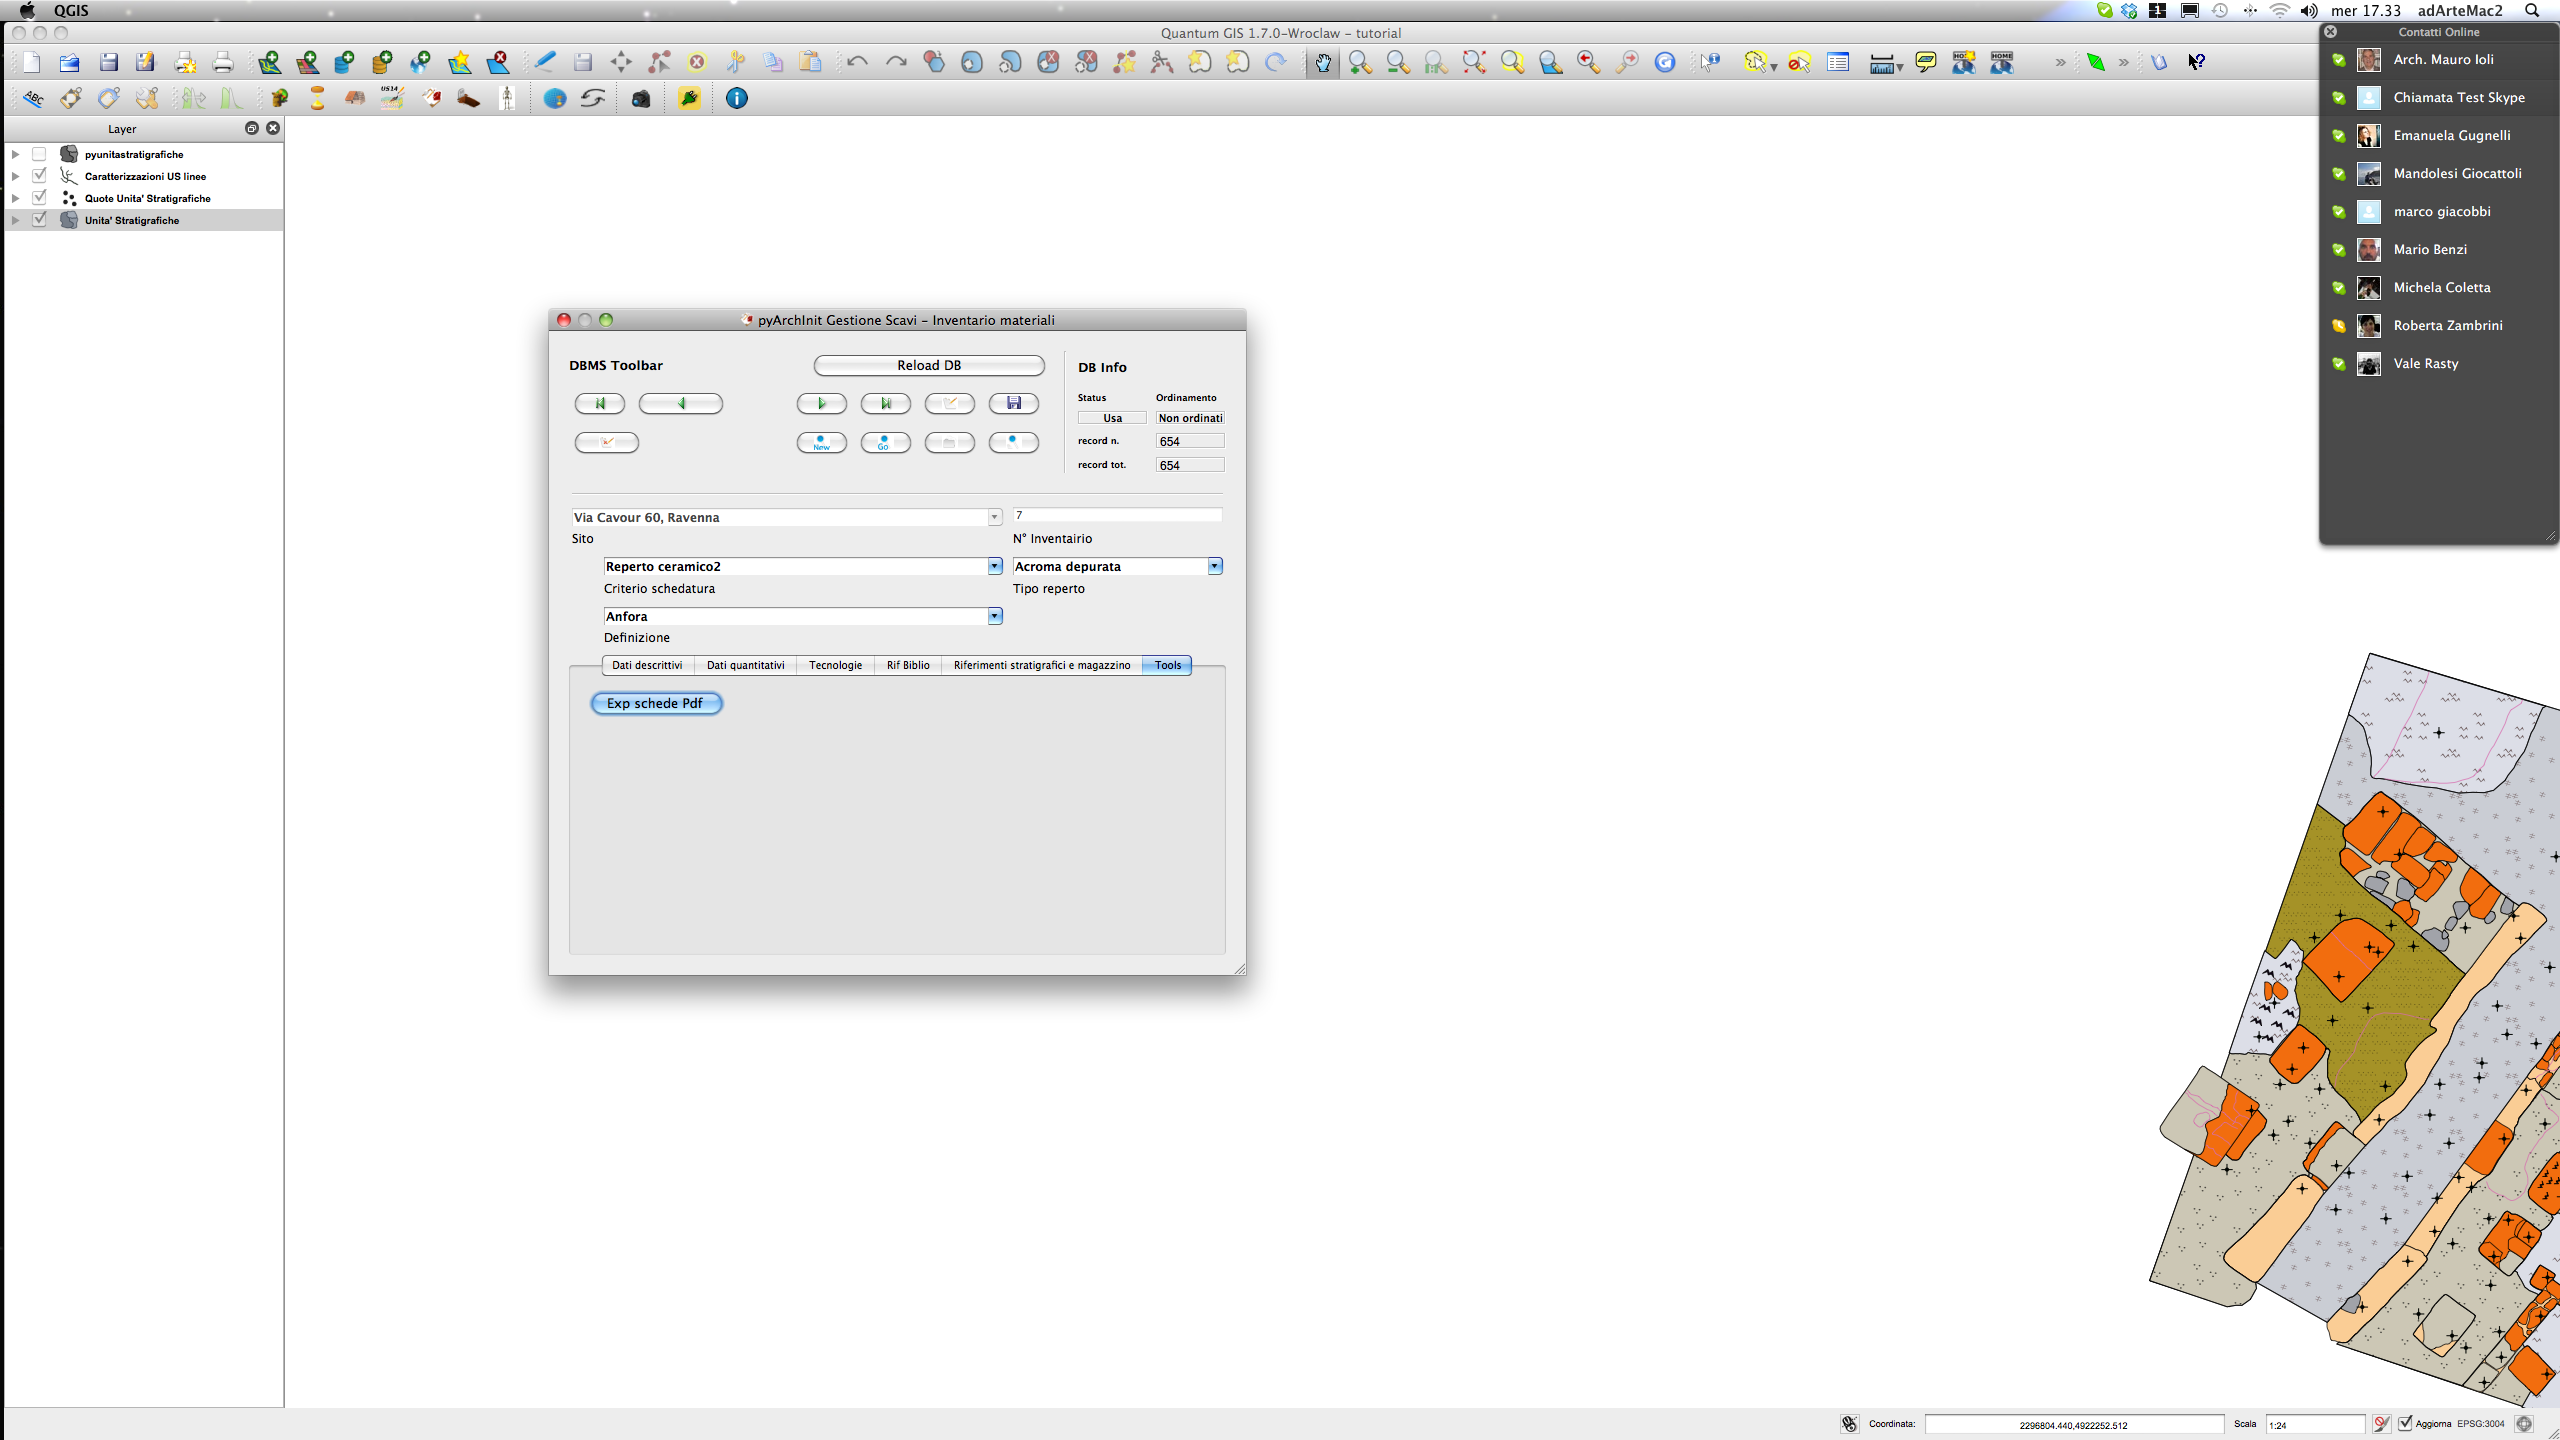 QGIS
mer 17.33 adArteMac2
Quantum GIS 1.7.0-Wroclaw – tutorial
Contatti Online
Arch. Mauro Ioli
Chiamata Test Skype
Emanuela Gugnelli
Mandolesi Giocattoli
marco giacobbi
Mario Benzi
Michela Coletta
Roberta Zambrini
Vale Rasty
ABC
US14
HOME
Layer
pyunitastratigrafiche
Caratterizzazioni US linee
Quote Unita' Stratigrafiche
Unita' Stratigrafiche
pyArchInit Gestione Scavi – Inventario materiali
DBMS Toolbar
Reload DB
DB Info
Status Ordinamento
Usa Non ordinati
record n. 654
record tot. 654
New Go
Via Cavour 60, Ravenna 7
Sito N° Inventairio
Reperto ceramico2 Acroma depurata
Criterio schedatura Tipo reperto
Anfora
Definizione
Dati descrittivi Dati quantitativi Tecnologie Rif Biblio Riferimenti stratigrafici e magazzino Tools
Exp schede Pdf
Coordinata: 2296804.440,4922252.512 Scala 1:24 Aggiorna EPSG:3004